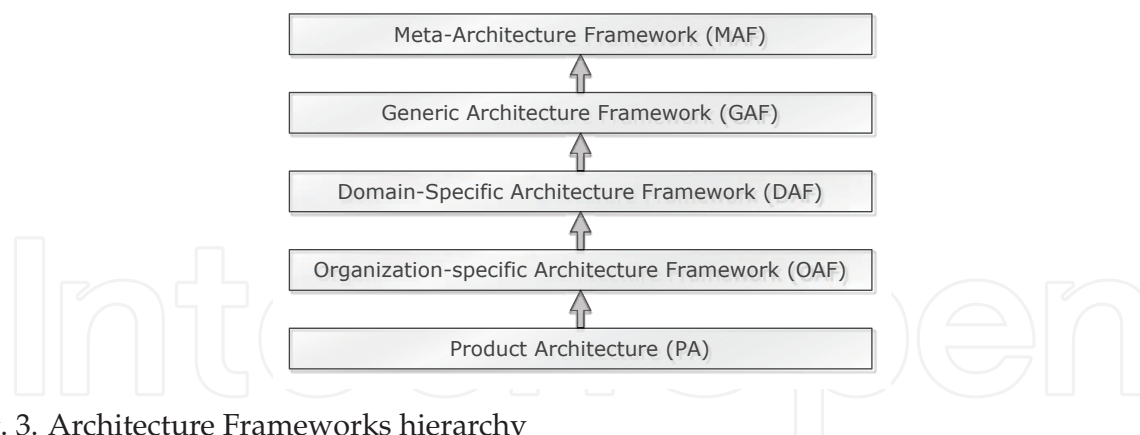 Meta-Architecture Framework (MAF)
Generic Architecture Framework (GAF)
Domain-Specific Architecture Framework (DAF)
Organization-specific Architecture Framework (OAF)
Product Architecture (PA)
. 3. Architecture Frameworks hierarchy